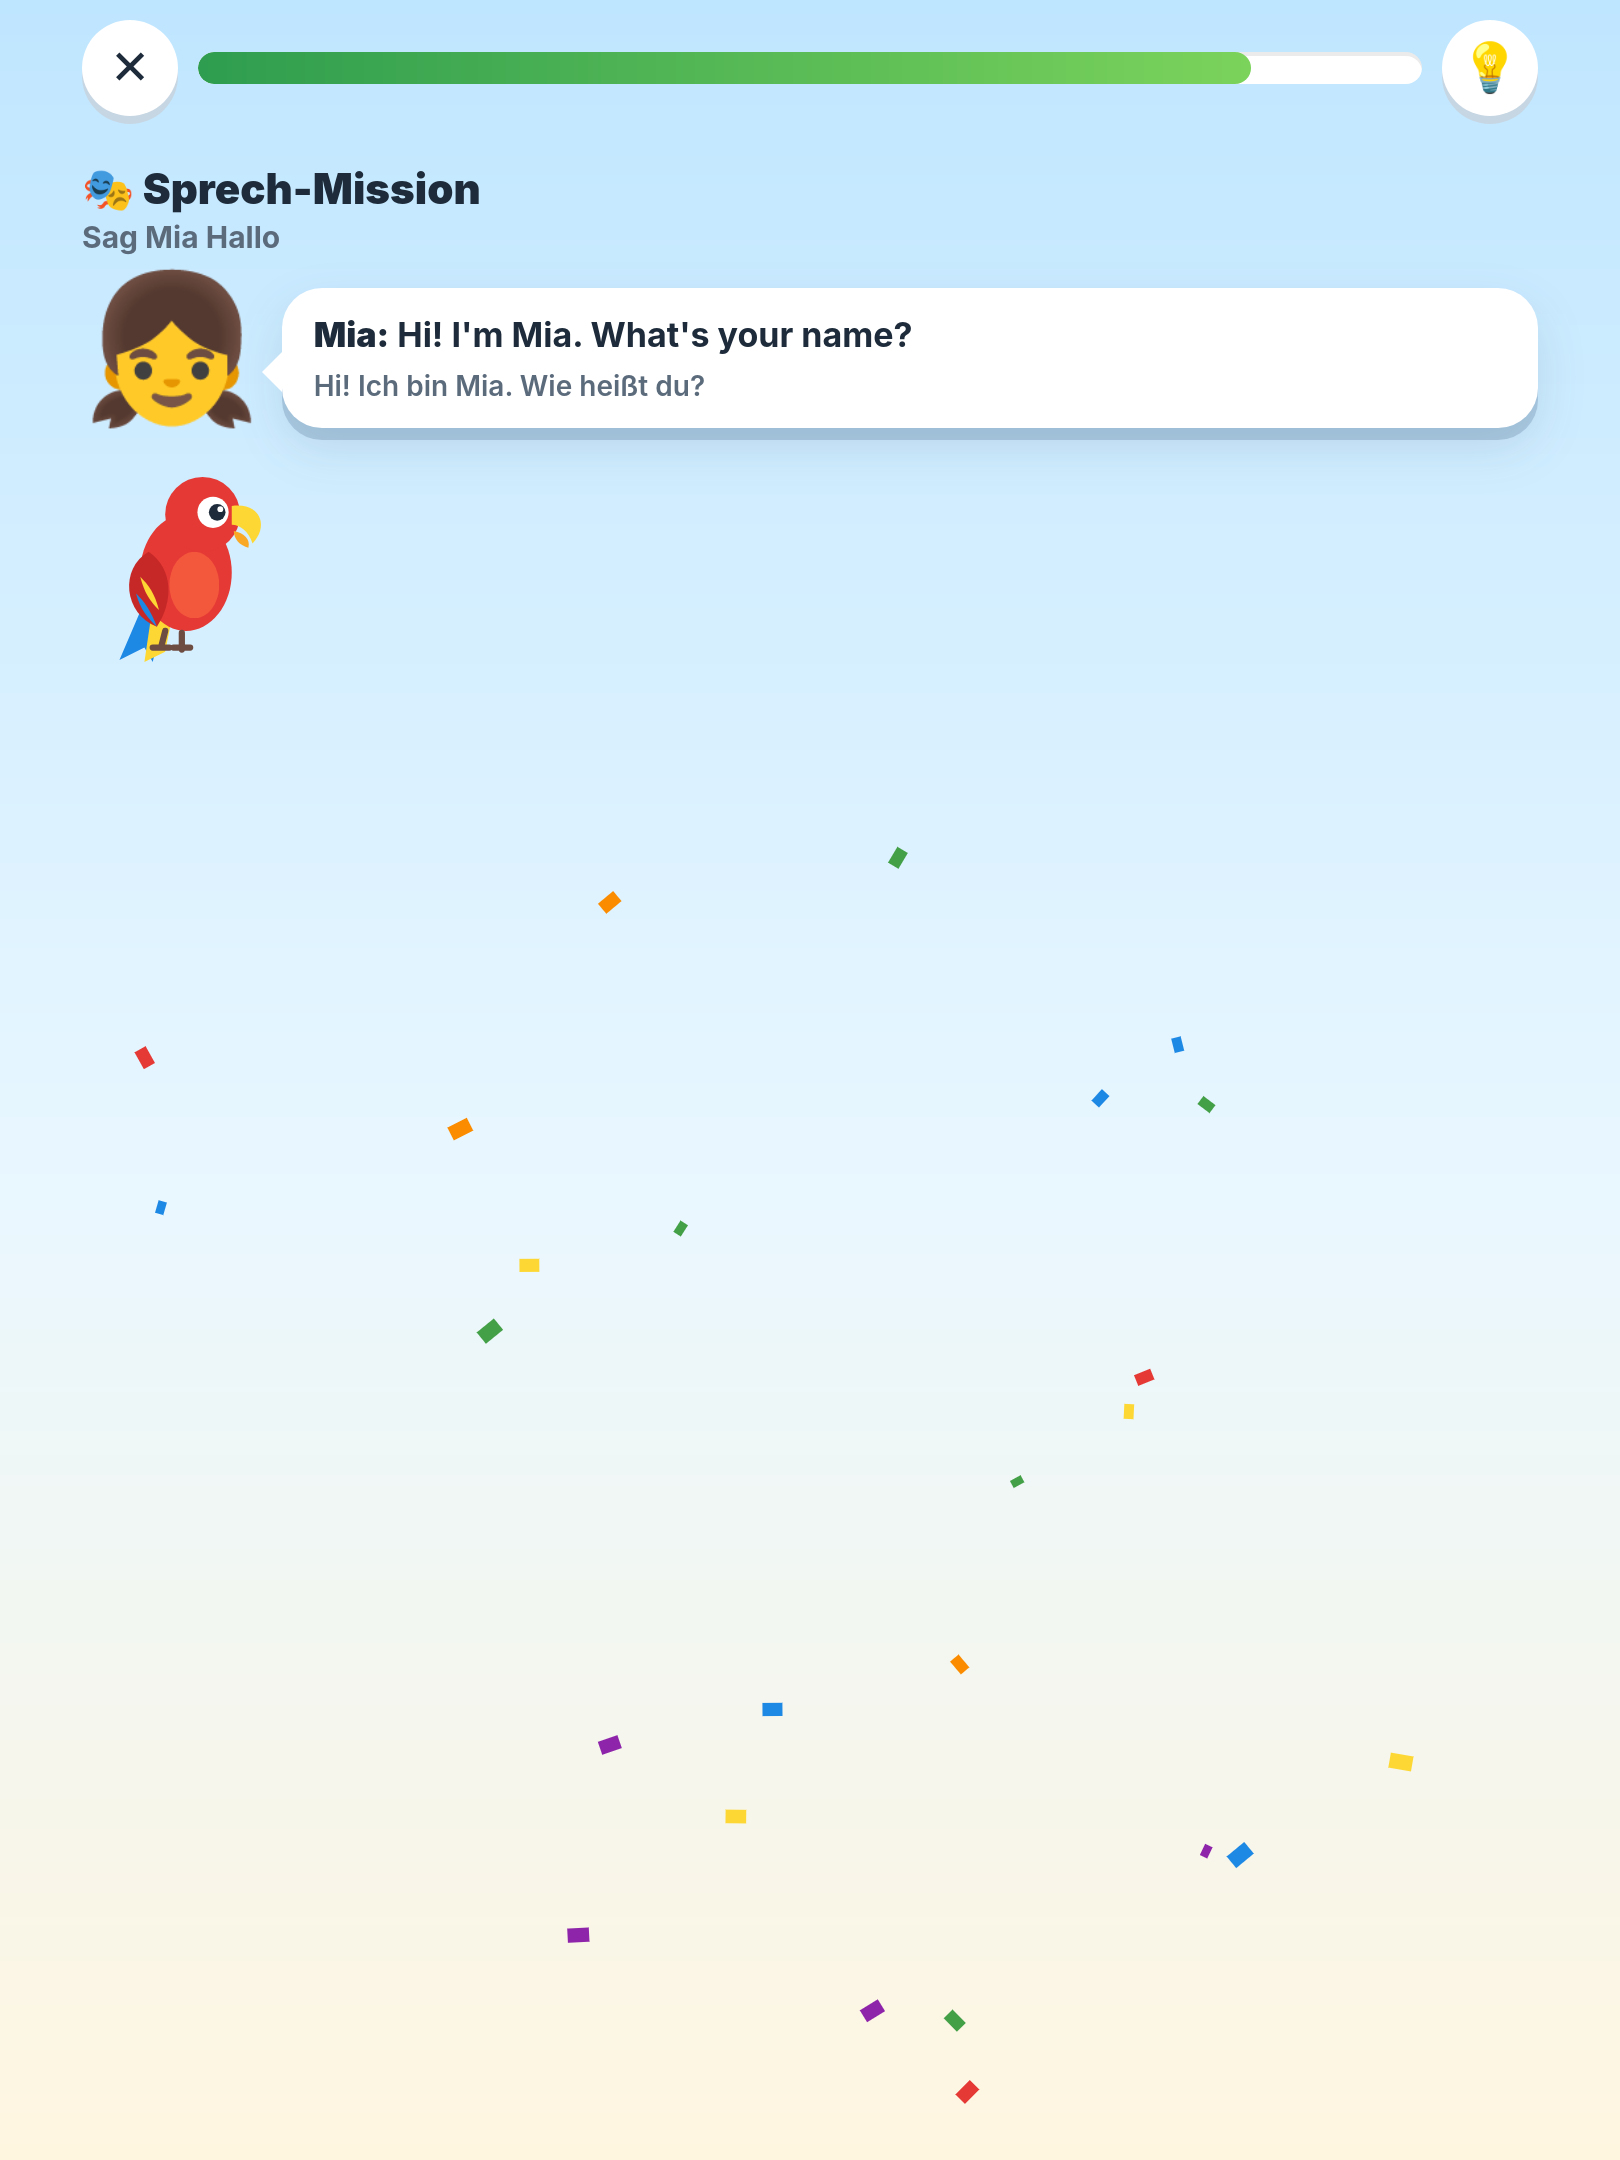 Sprech-Mission
Sag Mia Hallo
Mia: Hi! I'm Mia. What's your name?
Hi! Ich bin Mia. Wie heißt du?